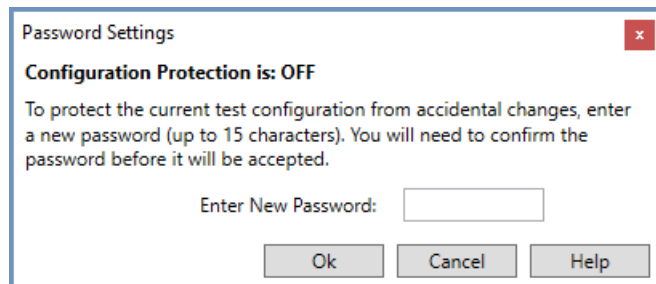 Password Settings
x
Configuration Protection is: OFF
To protect the current test configuration from accidental changes, enter
a new password (up to 15 characters). You will need to confirm the
password before it will be accepted.
Enter New Password:
Ok Cancel Help